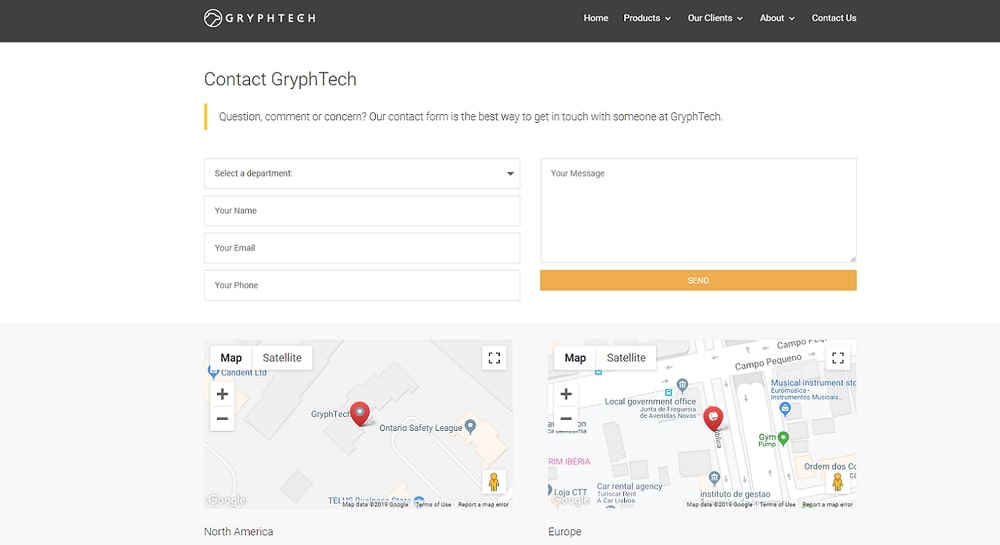 GRYPHTECH
Home
Products
Our Clients
About
Contact Us
Contact GryphTech
Question, comment or concern? Our contact form is the best way to get in touch with someone at GryphTech.
Select a department:
Your Name
Your Email
Your Phone
Your Message
SEND
Map
Satellite
Candent Ltd
+
−
GryphTech
Ontario Safety League
TELUS Business Store
Google
Map data ©2019 Google
Terms of Use
Report a map error
North America
Map
Satellite
Campo Peq
Campo Pequeno
+
−
Local government office
Junta de Freguesia
de Avenidas Novas
Musical instrument sto
Euromúsica -
Instrumentos Musicais...
Gym
Pump
RIM IBÉRIA
Loja CTT
Car rental agency
Turiscar Rent
A Car Lisboa
Ordem dos Co
instituto de gestao
Google
Map data ©2019 Google
Terms of Use
Report a map error
Europe